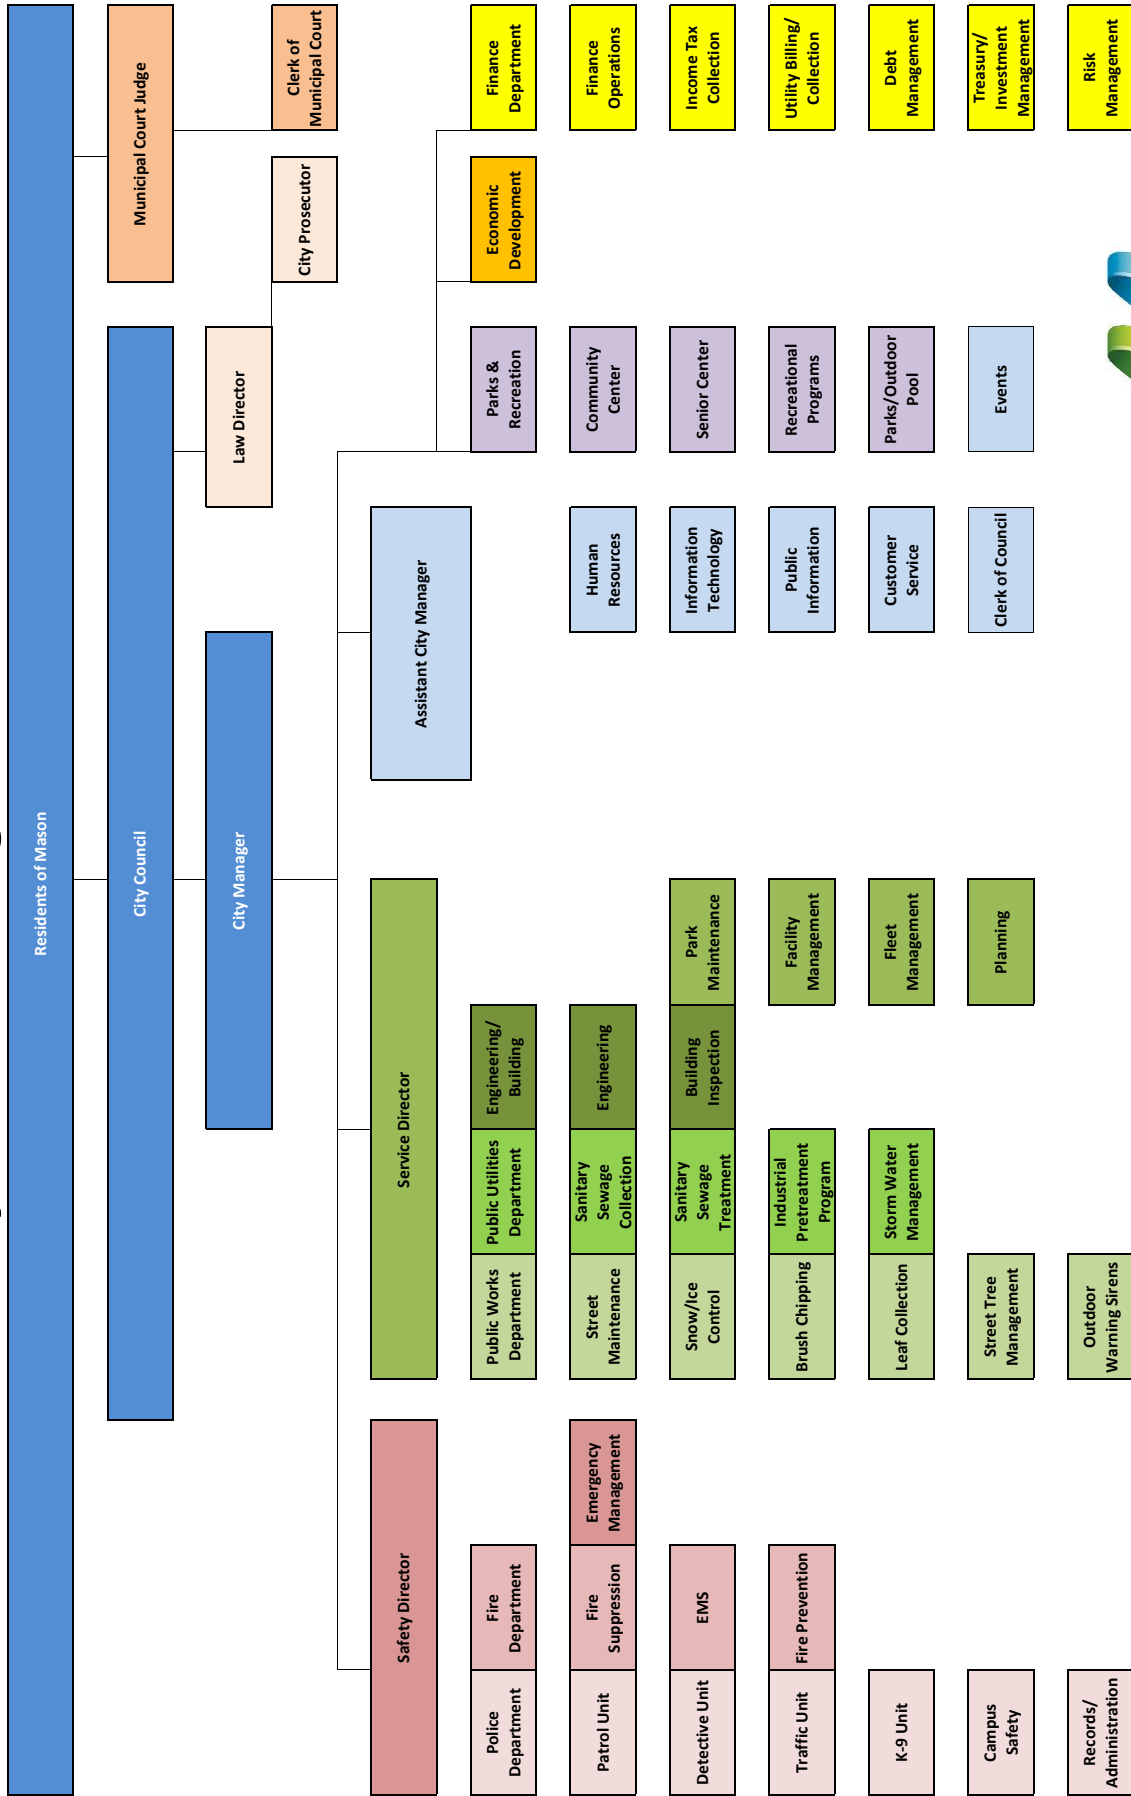 Residents of Mason
City Council
Municipal Court Judge
City Manager
Law Director
City Prosecutor
Clerk of
Municipal Court
Safety Director
Service Director
Assistant City Manager
Police
Department
Fire
Department
Public Works
Department
Public Utilities
Department
Engineering/
Building
Parks &
Recreation
Economic
Development
Finance
Department
Patrol Unit
Fire
Suppression
Emergency
Management
Street
Maintenance
Sanitary
Sewage
Collection
Engineering
Human
Resources
Community
Center
Finance
Operations
Detective Unit
EMS
Snow/Ice
Control
Sanitary
Sewage
Treatment
Building
Inspection
Park
Maintenance
Information
Technology
Senior Center
Income Tax
Collection
Traffic Unit
Fire Prevention
Brush Chipping
Industrial
Pretreatment
Program
Facility
Management
Public
Information
Recreational
Programs
Utility Billing/
Collection
K-9 Unit
Leaf Collection
Storm Water
Management
Fleet
Management
Customer
Service
Parks/Outdoor
Pool
Debt
Management
Campus
Safety
Street Tree
Management
Planning
Clerk of Council
Events
Treasury/
Investment
Management
Records/
Administration
Outdoor
Warning Sirens
Risk
Management